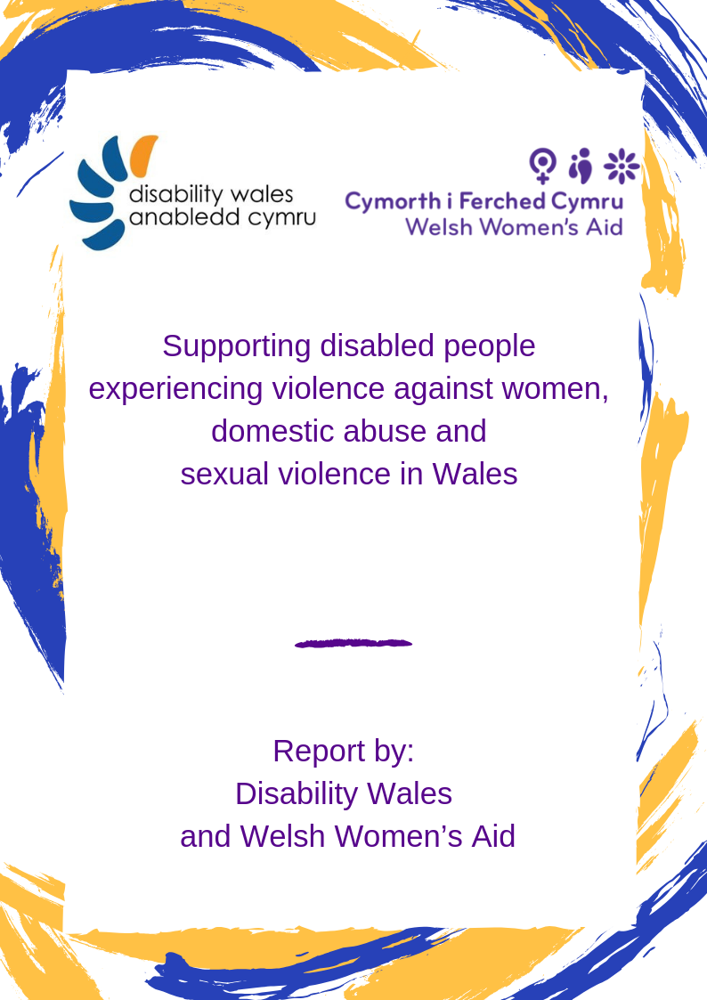 disability wales
anabledd cymru
Cymorth i Ferched Cymru
Welsh Women's Aid
Supporting disabled people
experiencing violence against women,
domestic abuse and
sexual violence in Wales
Report by:
Disability Wales
and Welsh Women’s Aid